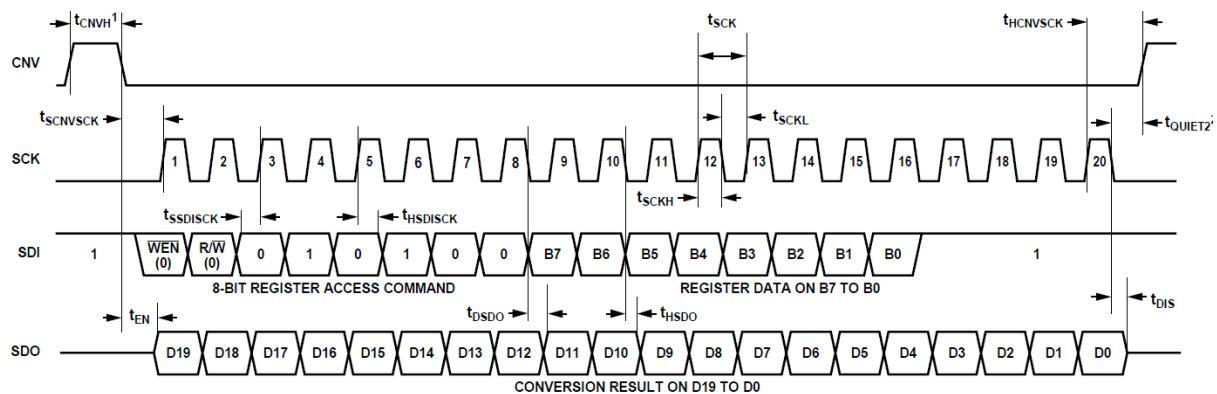 tCNVH1
tSCK
tHCNVSCK
CNV
tSCNVSCK
tSCKL
tQUIET22
SCK
1 2 3 4 5 6 7 8 9 10 11 12 13 14 15 16 17 18 19 20
tSCKH
tSSDISCK
tHSDISCK
SDI
1
WEN
(0)
R/W
(0)
0 1 0 1 0 0 B7 B6 B5 B4 B3 B2 B1 B0
1
8-BIT REGISTER ACCESS COMMAND
REGISTER DATA ON B7 TO B0
tEN
tDSDO
tHSDO
tDIS
SDO
D19 D18 D17 D16 D15 D14 D13 D12 D11 D10 D9 D8 D7 D6 D5 D4 D3 D2 D1 D0
CONVERSION RESULT ON D19 TO D0